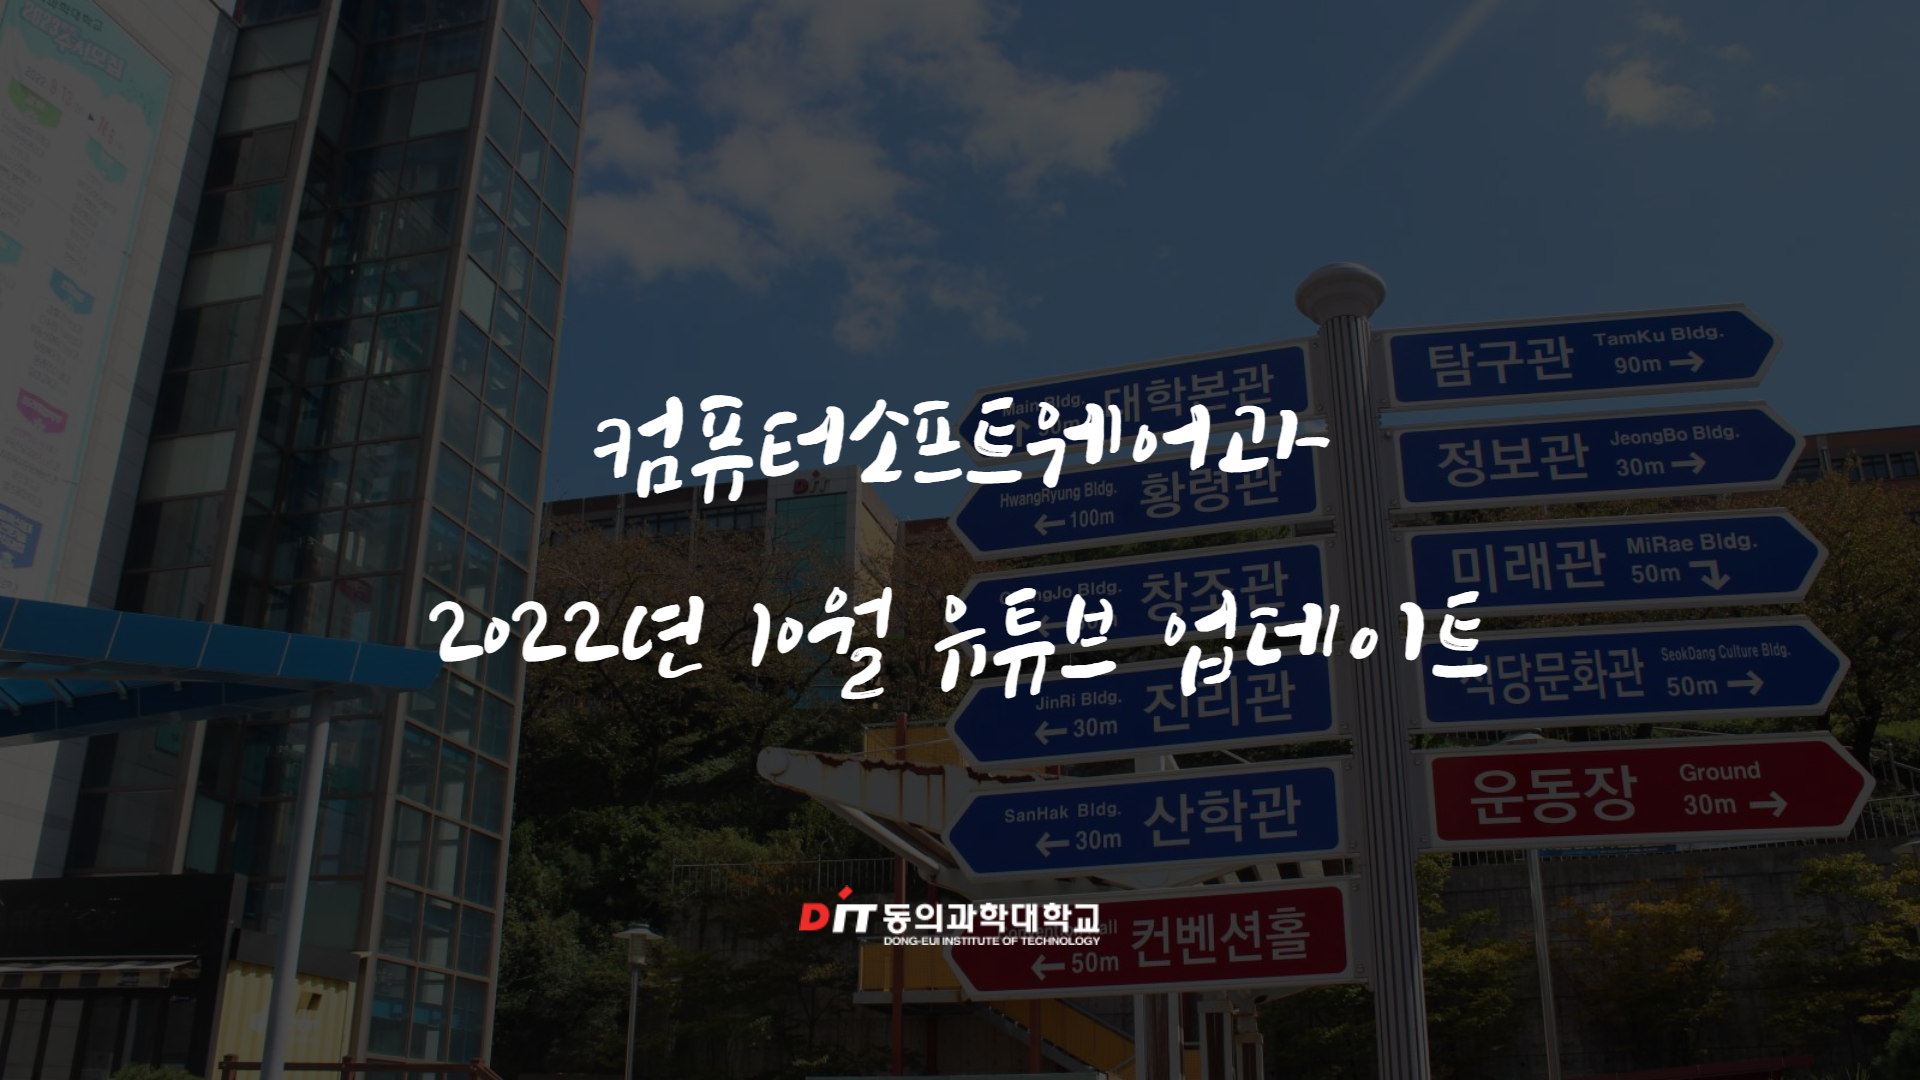 컴퓨터소프트웨어과
2022년 10월 유튜브 업데이트
DIT 동의과학대학교
DONG-EUI INSTITUTE OF TECHNOLOGY
Main Bldg. 대학본관
HwangRyung Bldg. 황령관
← 100m
창조관
JinRi Bldg. 진리관
← 30m
SanHak Bldg. 산학관
← 30m
컨벤션홀
← 50m
탐구관 TamKu Bldg.
90m →
정보관 JeongBo Bldg.
30m →
미래관 MiRae Bldg.
50m
석당문화관 SeokDang Culture Bldg.
50m →
운동장 Ground
30m →
DIT